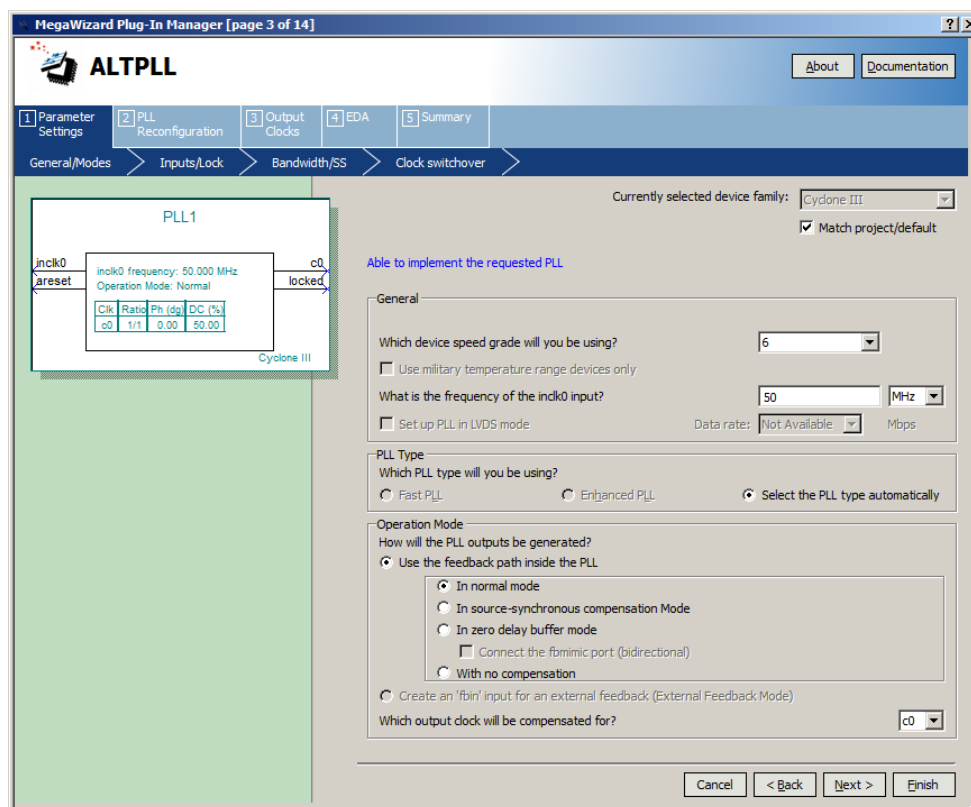 MegaWizard Plug-In Manager [page 3 of 14]
ALTPLL
About
Documentation
1 Parameter Settings
2 PLL Reconfiguration
3 Output Clocks
4 EDA
5 Summary
General/Modes
Inputs/Lock
Bandwidth/SS
Clock switchover
PLL1
inclk0
areset
inclk0 frequency: 50.000 MHz
Operation Mode: Normal
Clk Ratio Ph (dg) DC (%)
c0 1/1 0.00 50.00
c0
locked
Cyclone III
Currently selected device family: Cyclone III
Match project/default
Able to implement the requested PLL
General
Which device speed grade will you be using? 6
Use military temperature range devices only
What is the frequency of the inclk0 input? 50 MHz
Set up PLL in LVDS mode Data rate: Not Available Mbps
PLL Type
Which PLL type will you be using?
Fast PLL Enhanced PLL Select the PLL type automatically
Operation Mode
How will the PLL outputs be generated?
Use the feedback path inside the PLL
In normal mode
In source-synchronous compensation Mode
In zero delay buffer mode
Connect the fbmimic port (bidirectional)
With no compensation
Create an 'fbin' input for an external feedback (External Feedback Mode)
Which output clock will be compensated for? c0
Cancel < Back Next > Finish